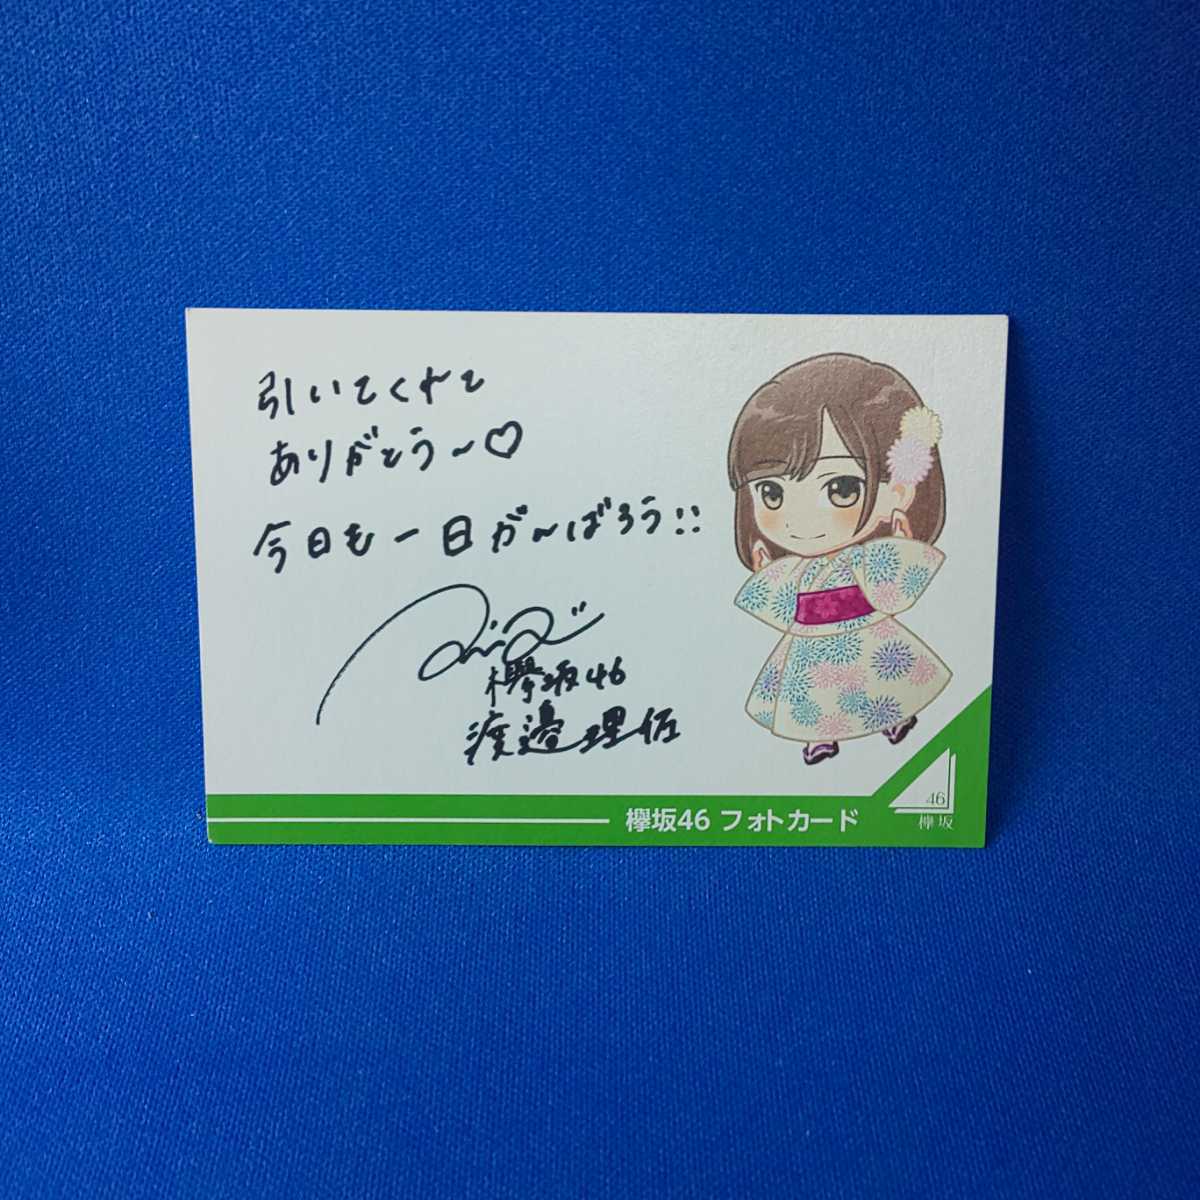 引いてくれて
ありがとう〜♡
今日も一日がんばろう!!
欅坂46
渡邉理佐
欅坂46 フォトカード
46
欅坂